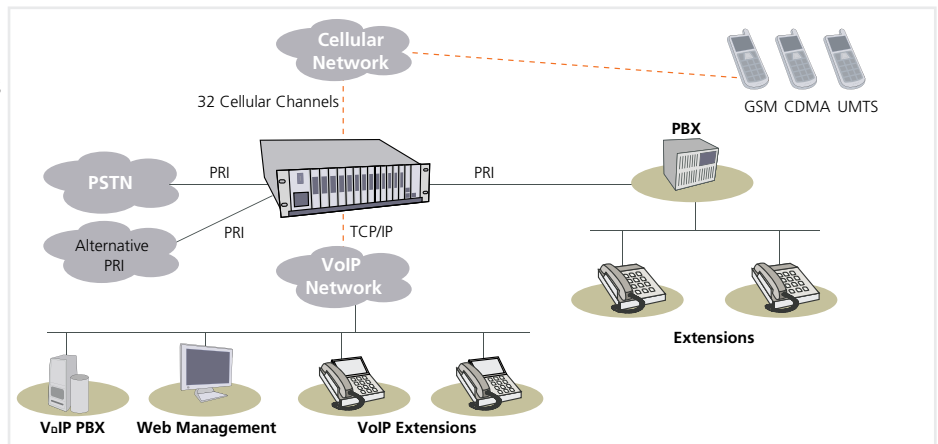 Cellular
Network
32 Cellular Channels
GSM CDMA UMTS
PBX
PSTN
PRI
PRI
PRI
Alternative
PRI
TCP/IP
VoIP
Network
Extensions
VoIP PBX
Web Management
VoIP Extensions